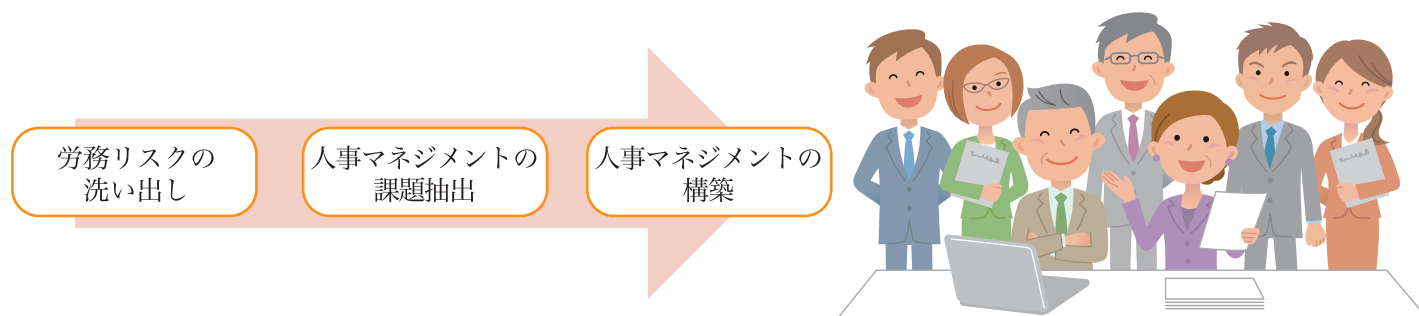 労務リスクの
洗い出し
人事マネジメントの
課題抽出
人事マネジメントの
構築